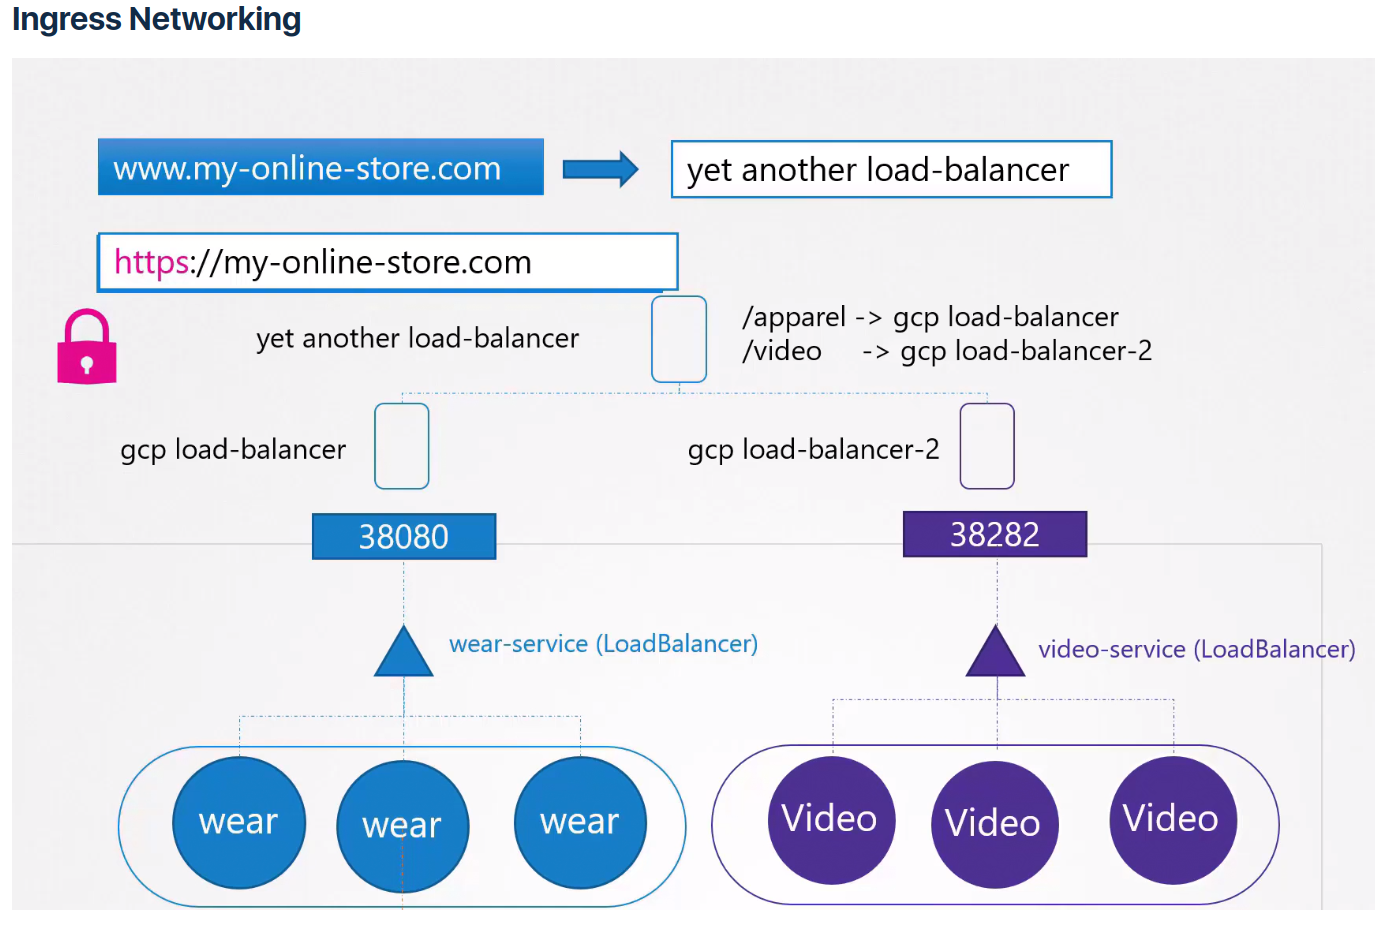 Ingress Networking
www.my-online-store.com
yet another load-balancer
https://my-online-store.com
yet another load-balancer
/apparel -> gcp load-balancer
/video -> gcp load-balancer-2
gcp load-balancer
gcp load-balancer-2
38080
38282
wear-service (LoadBalancer)
video-service (LoadBalancer)
wear
wear
wear
Video
Video
Video